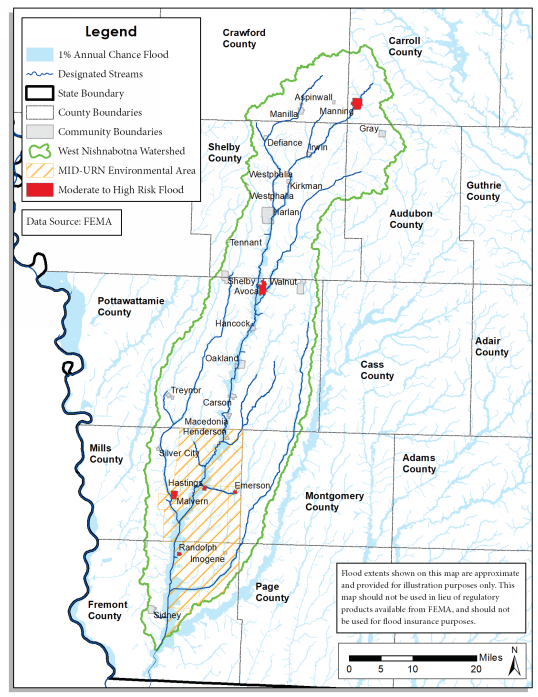 Legend
1% Annual Chance Flood
Designated Streams
State Boundary
County Boundaries
Community Boundaries
West Nishnabotna Watershed
MID-URN Environmental Area
Moderate to High Risk Flood
Data Source: FEMA
Crawford
County
Carroll
County
Aspinwall
Manilla
Manning
Gray
Shelby
County
Defiance
Irwin
Westphalia
Kirkman
Westphalia
Harlan
Guthrie
County
Audubon
County
Tennant
Shelby
Walnut
Avoca
Pottawattamie
County
Hancock
Adair
County
Oakland
Cass
County
Treynor
Carson
Macedonia
Henderson
Mills
County
Silver City
Adams
County
Hastings
Emerson
Malvern
Montgomery
County
Randolph
Imogene
Page
County
Fremont
County
Sidney
Flood extents shown on this map are approximate
and provided for illustration purposes only. This
map should not be used in lieu of regulatory
products available from FEMA, and should not
be used for flood insurance purposes.
Miles
0 5 10 20
N